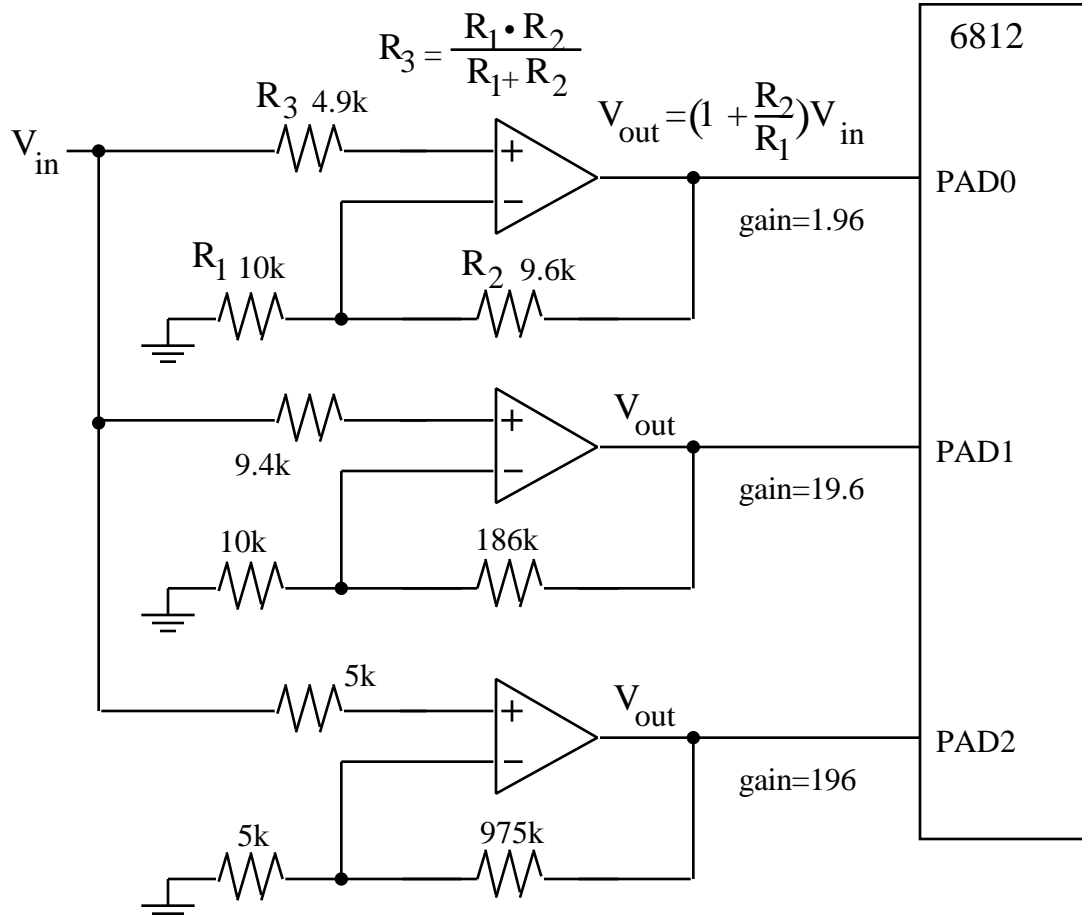 6812
R3 = R1 • R2 / R1 + R2
R3 4.9k
Vout = (1 + R2/R1)Vin
Vin
+
−
PAD0
gain=1.96
R1 10k
R2 9.6k
+
−
Vout
PAD1
9.4k
gain=19.6
10k
186k
5k
+
−
Vout
PAD2
gain=196
5k
975k